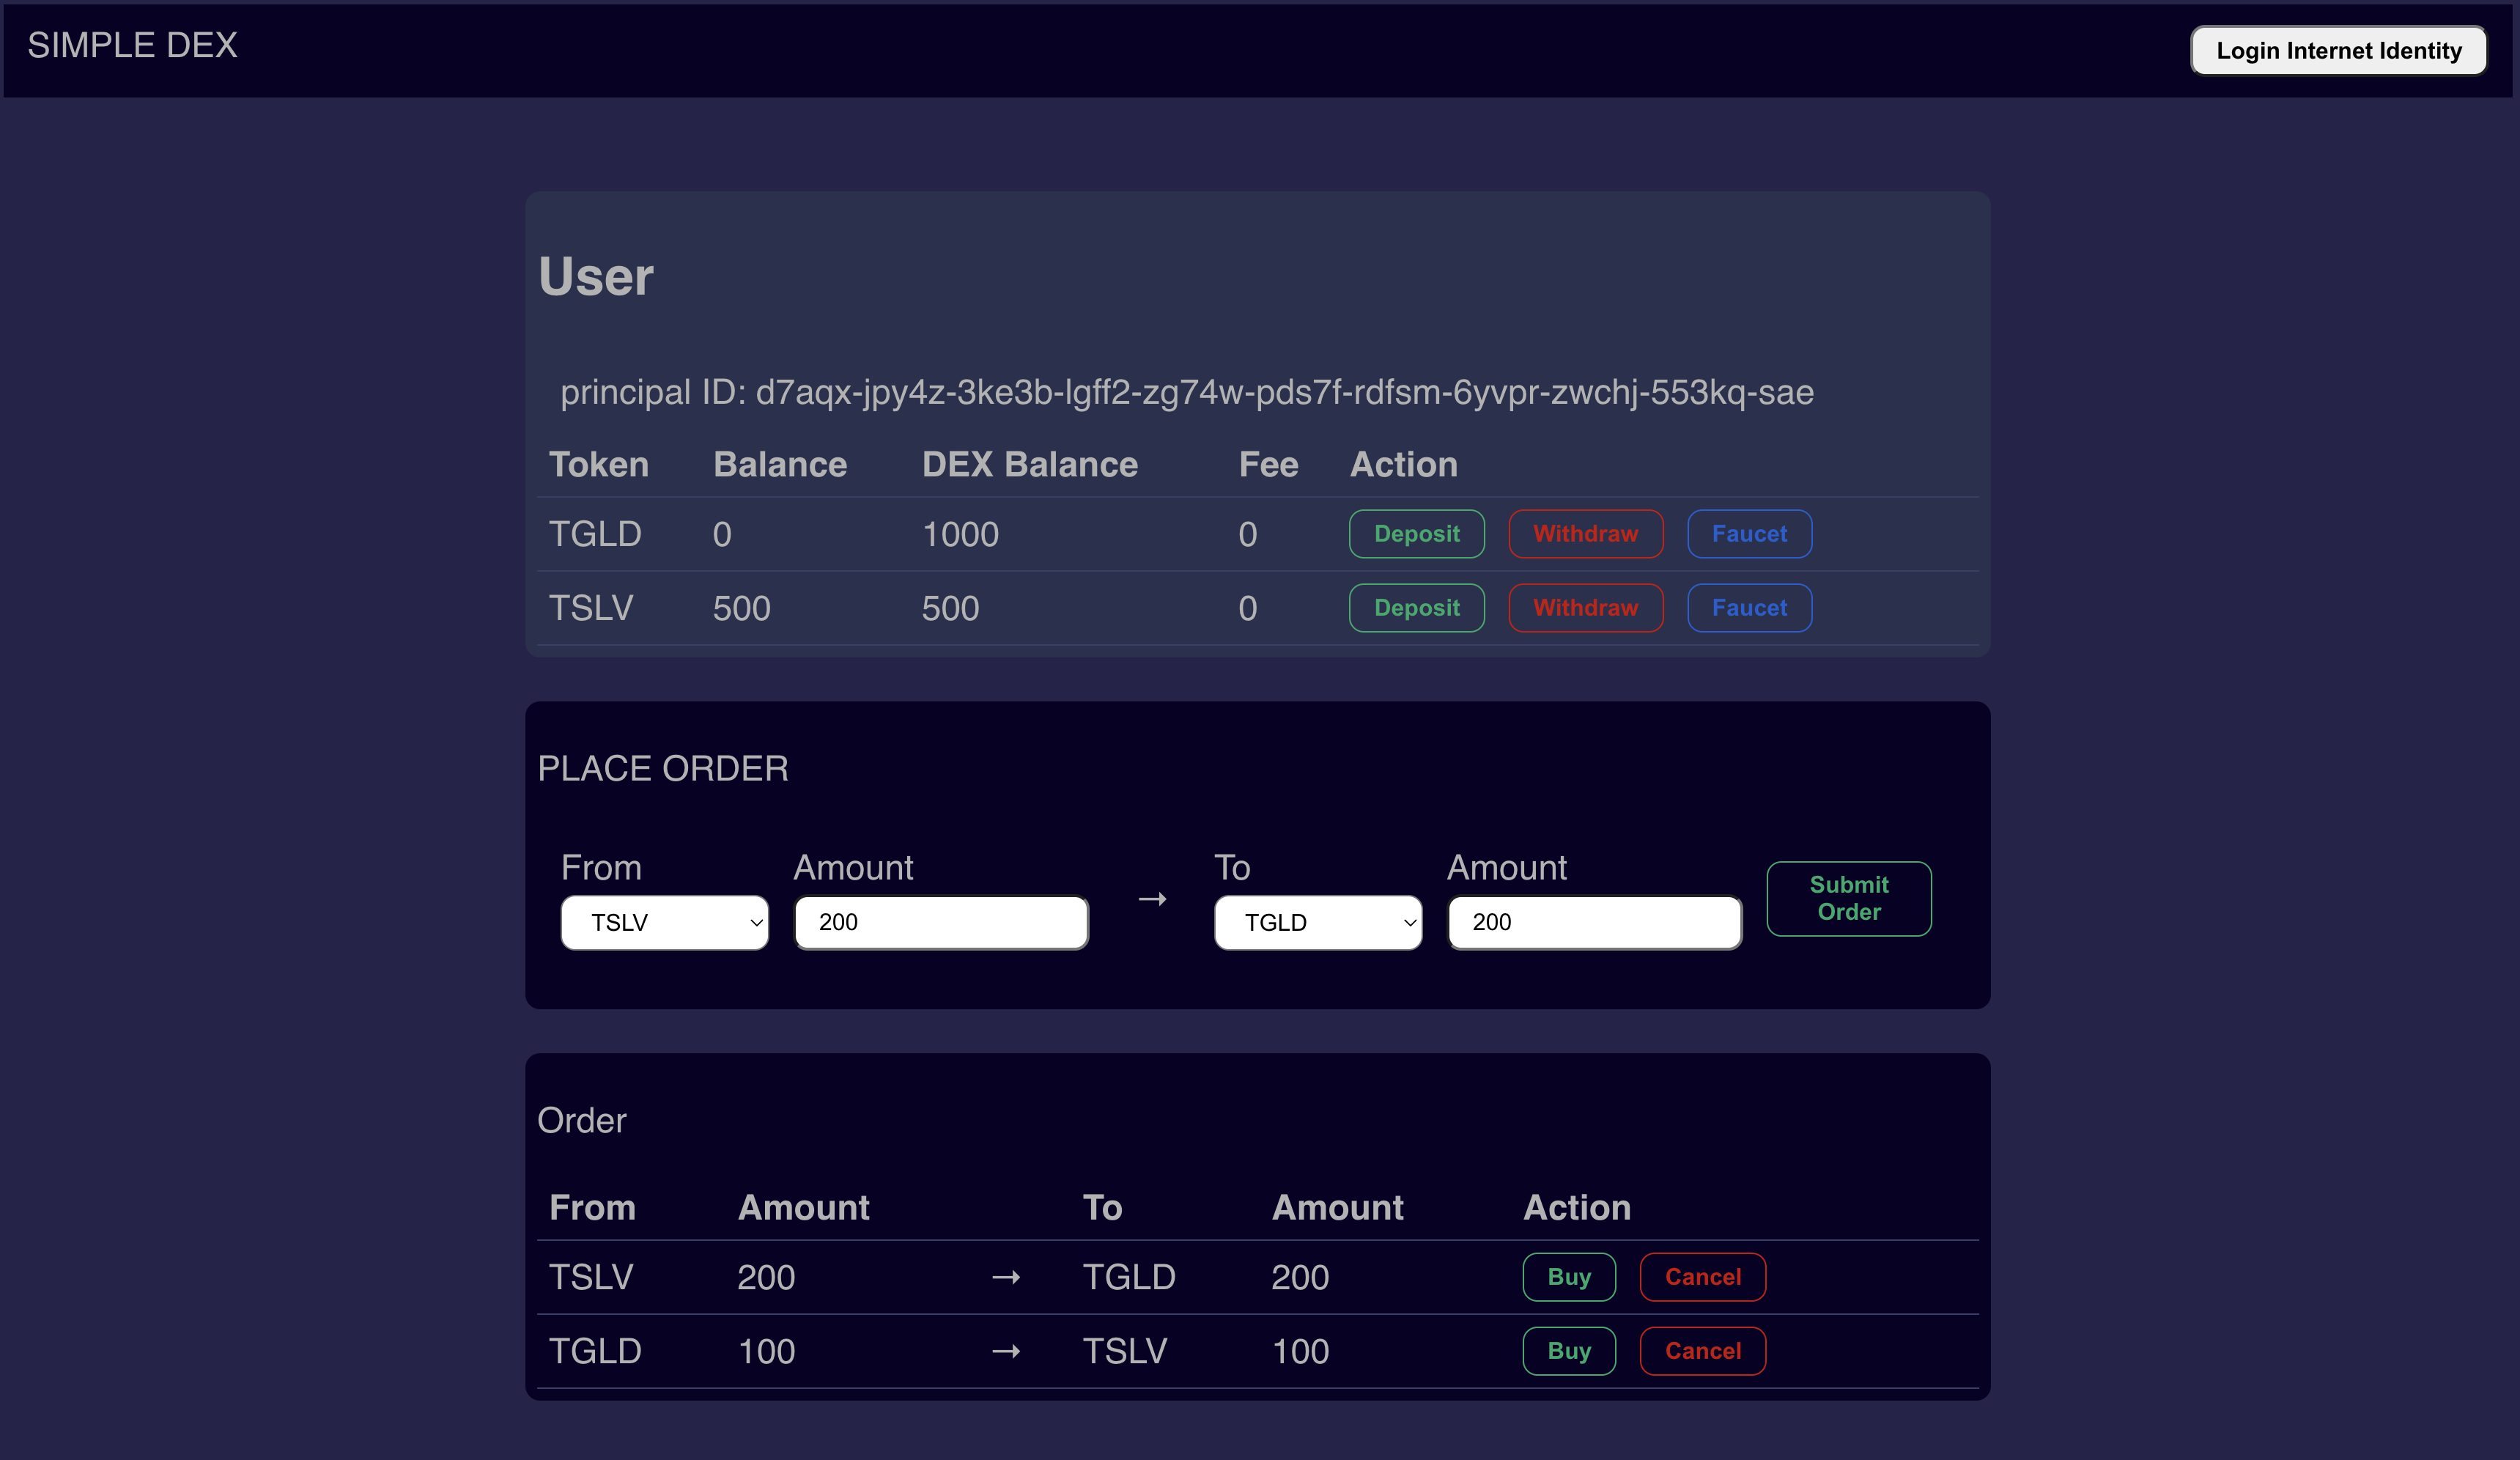 SIMPLE DEX
Login Internet Identity
User
principal ID: d7aqx-jpy4z-3ke3b-lgff2-zg74w-pds7f-rdfsm-6yvpr-zwchj-553kq-sae
Token Balance DEX Balance Fee Action
TGLD 0 1000 0 Deposit Withdraw Faucet
TSLV 500 500 0 Deposit Withdraw Faucet
PLACE ORDER
From Amount To Amount
TSLV 200 → TGLD 200 Submit Order
Order
From Amount To Amount Action
TSLV 200 → TGLD 200 Buy Cancel
TGLD 100 → TSLV 100 Buy Cancel